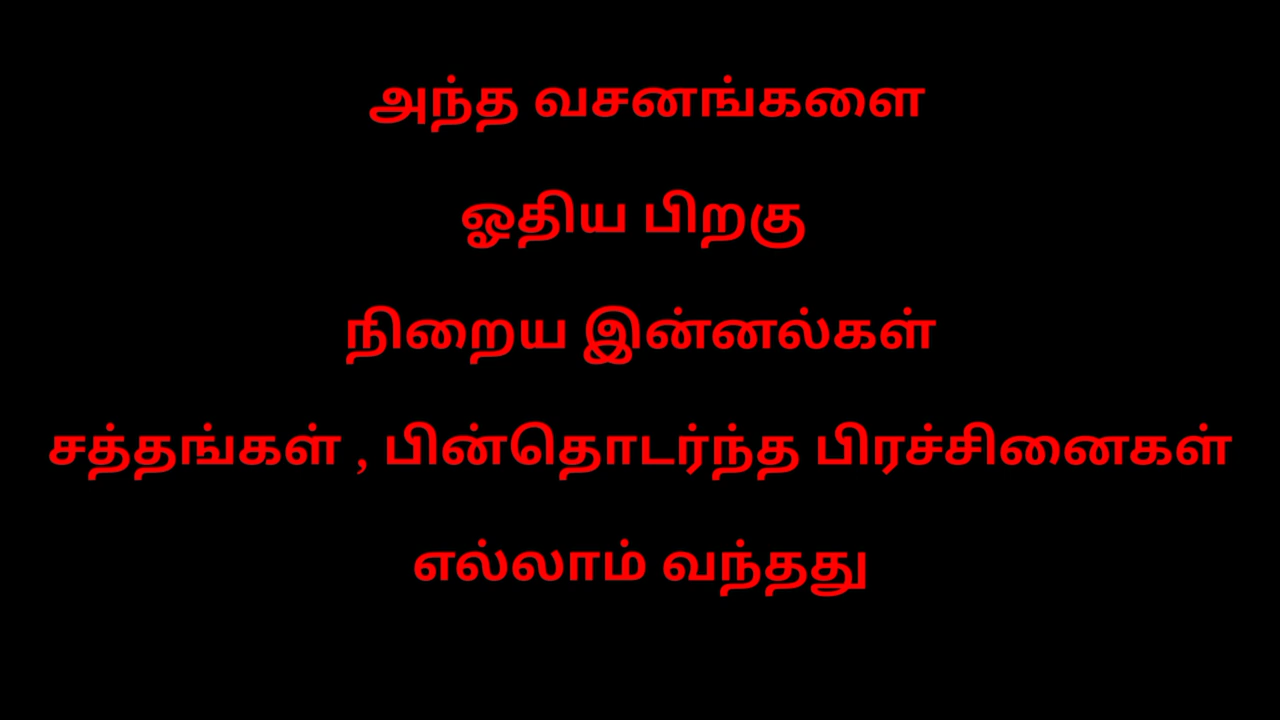 அந்த வசனங்களை
ஓதிய பிறகு
நிறைய இன்னல்கள்
சத்தங்கள் , பின்தொடர்ந்த பிரச்சினைகள்
எல்லாம் வந்தது